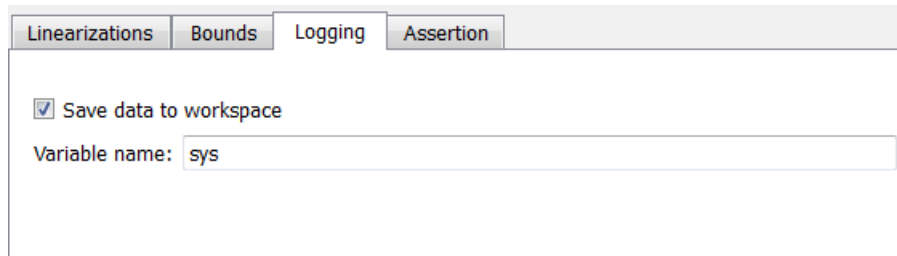 Linearizations Bounds Logging Assertion
Save data to workspace
Variable name: sys